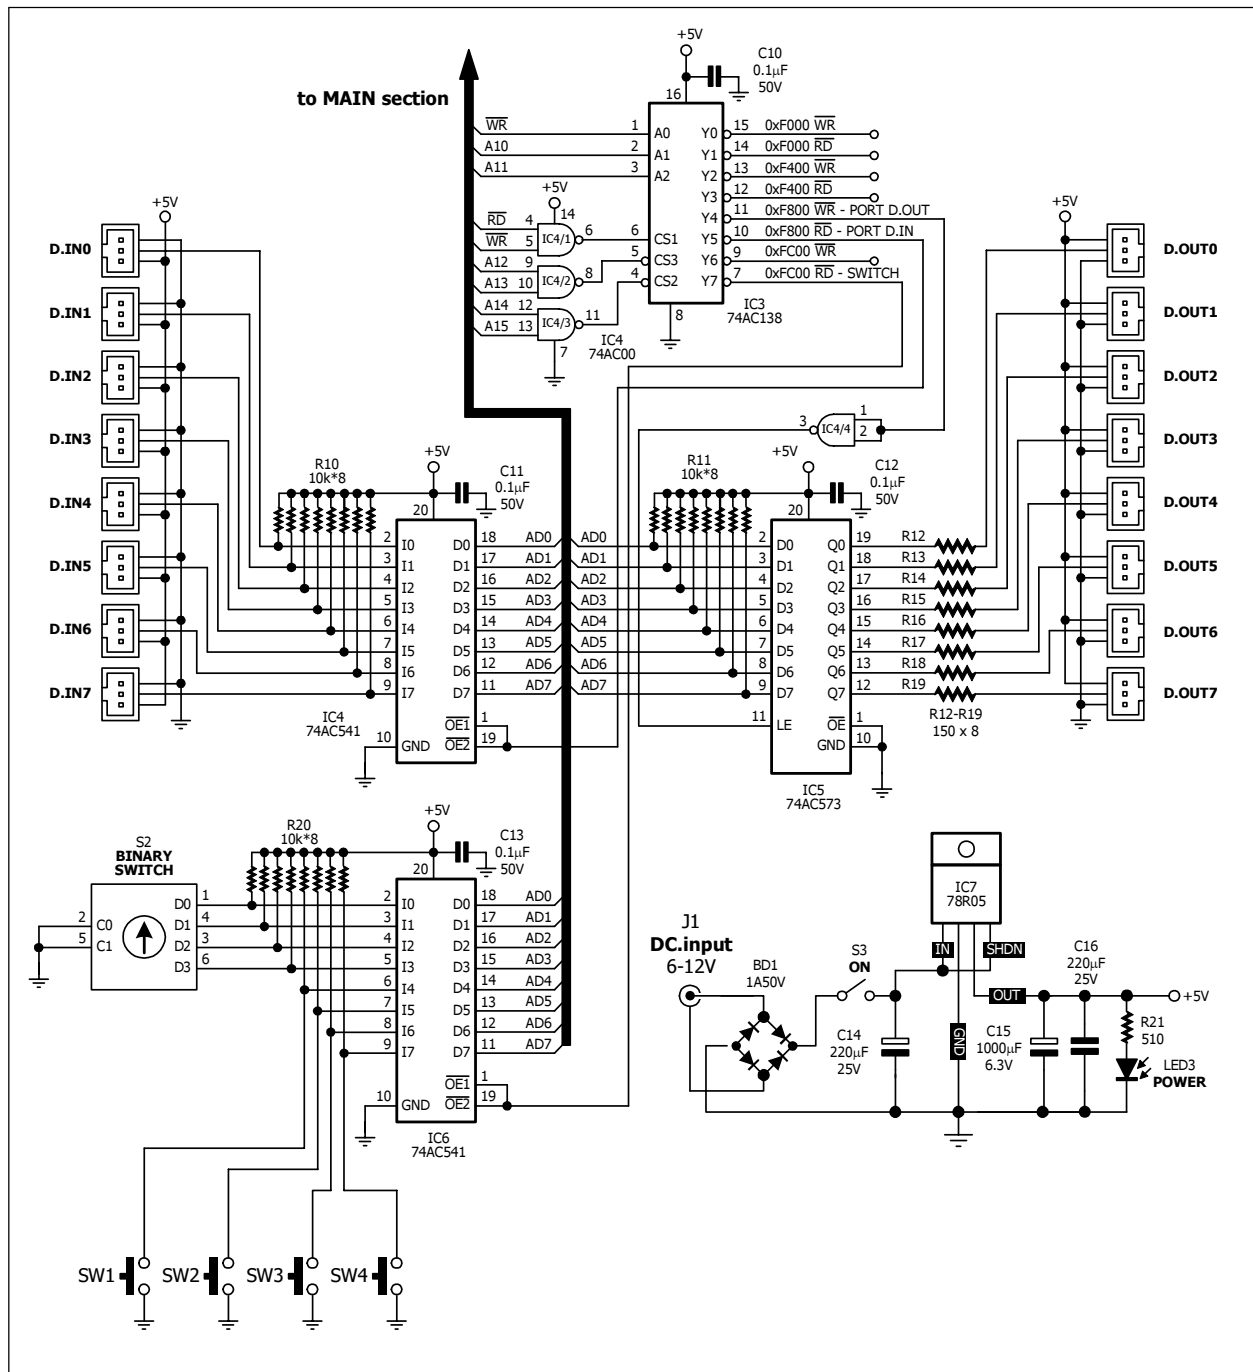 to MAIN section
+5V
C10
0.1µF
50V
16
W̅R̅ 1 A0 Y0 15 0xF000 W̅R̅
A10 2 A1 Y1 14 0xF000 R̅D̅
A11 3 A2 Y2 13 0xF400 W̅R̅
Y3 12 0xF400 R̅D̅
+5V
14
Y4 11 0xF800 W̅R̅ - PORT D.OUT
R̅D̅ 4 IC4/1 6 6 CS1 Y5 10 0xF800 R̅D̅ - PORT D.IN
W̅R̅ 5
A12 9 IC4/2 8 5 CS3 Y6 9 0xFC00 W̅R̅
A13 10
4 CS2 Y7 7 0xFC00 R̅D̅ - SWITCH
A14 12 IC4/3 11
A15 13
7
8
IC3
74AC138
IC4
74AC00
+5V
D.IN0
D.IN1
D.IN2
D.IN3
D.IN4
D.IN5
D.IN6
D.IN7
+5V
D.OUT0
D.OUT1
D.OUT2
D.OUT3
D.OUT4
D.OUT5
D.OUT6
D.OUT7
3 IC4/4 1
2
R10
10k*8
+5V
C11
0.1µF
50V
20
2 I0 D0 18 AD0
3 I1 D1 17 AD1
4 I2 D2 16 AD2
5 I3 D3 15 AD3
6 I4 D4 14 AD4
7 I5 D5 13 AD5
8 I6 D6 12 AD6
9 I7 D7 11 AD7
O̅E̅1̅ 1
10 GND O̅E̅2̅ 19
IC4
74AC541
R11
10k*8
+5V
C12
0.1µF
50V
20
AD0 2 D0 Q0 19 R12
AD1 3 D1 Q1 18 R13
AD2 4 D2 Q2 17 R14
AD3 5 D3 Q3 16 R15
AD4 6 D4 Q4 15 R16
AD5 7 D5 Q5 14 R17
AD6 8 D6 Q6 13 R18
AD7 9 D7 Q7 12 R19
11 LE O̅E̅ 1
GND 10
R12-R19
150 x 8
IC5
74AC573
S2
BINARY
SWITCH
2 C0
5 C1
D0 1
D1 4
D2 3
D3 6
R20
10k*8
+5V
C13
0.1µF
50V
20
2 I0 D0 18 AD0
3 I1 D1 17 AD1
4 I2 D2 16 AD2
5 I3 D3 15 AD3
6 I4 D4 14 AD4
7 I5 D5 13 AD5
8 I6 D6 12 AD6
9 I7 D7 11 AD7
O̅E̅1̅ 1
10 GND O̅E̅2̅ 19
IC6
74AC541
SW1
SW2
SW3
SW4
J1
DC.input
6-12V
BD1
1A50V
S3
ON
C14
220µF
25V
IC7
78R05
IN
SHDN
OUT
GND
C15
1000µF
6.3V
C16
220µF
25V
+5V
R21
510
LED3
POWER